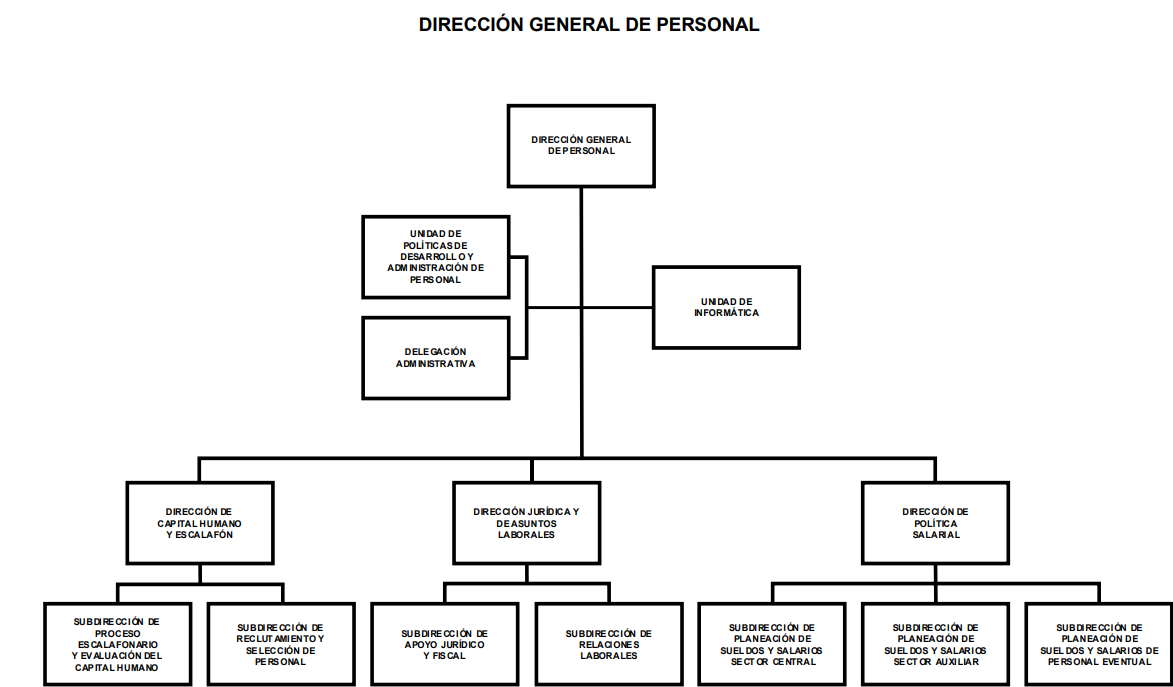 DIRECCIÓN GENERAL DE PERSONAL
DIRECCIÓN GENERAL
DE PERSONAL
UNIDAD DE
POLÍTICAS DE
DESARROLLO Y
ADMINISTRACIÓN DE
PERSONAL
UNIDAD DE
INFORMÁTICA
DELEGACIÓN
ADMINISTRATIVA
DIRECCIÓN DE
CAPITAL HUMANO
Y ESCALAFÓN
DIRECCIÓN JURÍDICA Y
DE ASUNTOS
LABORALES
DIRECCIÓN DE
POLÍTICA
SALARIAL
SUBDIRECCIÓN DE
PROCESO
ESCALAFONARIO
Y EVALUACIÓN DEL
CAPITAL HUMANO
SUBDIRECCIÓN DE
RECLUTAMIENTO Y
SELECCIÓN DE
PERSONAL
SUBDIRECCIÓN DE
APOYO JURÍDICO
Y FISCAL
SUBDIRECCIÓN DE
RELACIONES
LABORALES
SUBDIRECCIÓN DE
PLANEACIÓN DE
SUELDOS Y SALARIOS
SECTOR CENTRAL
SUBDIRECCIÓN DE
PLANEACIÓN DE
SUELDOS Y SALARIOS
SECTOR AUXILIAR
SUBDIRECCIÓN DE
PLANEACIÓN DE
SUELDOS Y SALARIOS DE
PERSONAL EVENTUAL